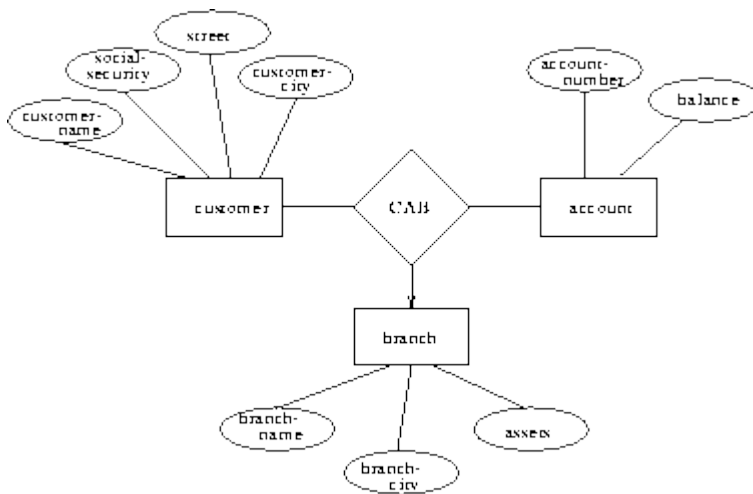 street
social-
security
customer-
city
account-
number
balance
customer-
name
customer
CAB
account
branch
branch-
name
assets
branch-
city